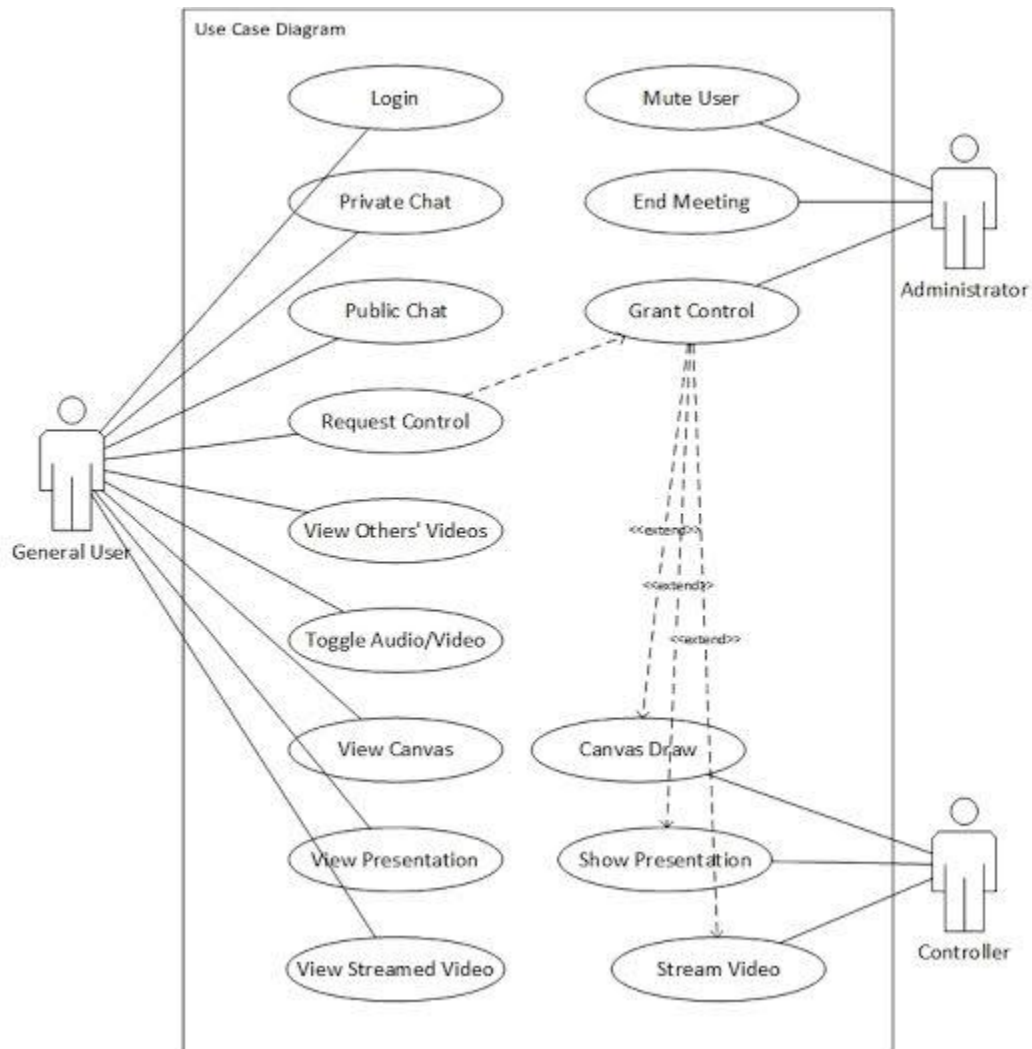 Use Case Diagram
Login
Mute User
Private Chat
End Meeting
Administrator
Public Chat
Grant Control
Request Control
View Others' Videos
General User
<<extend>>
<<extend>>
<<extend>>
Toggle Audio/Video
View Canvas
Canvas Draw
View Presentation
Show Presentation
Controller
View Streamed Video
Stream Video